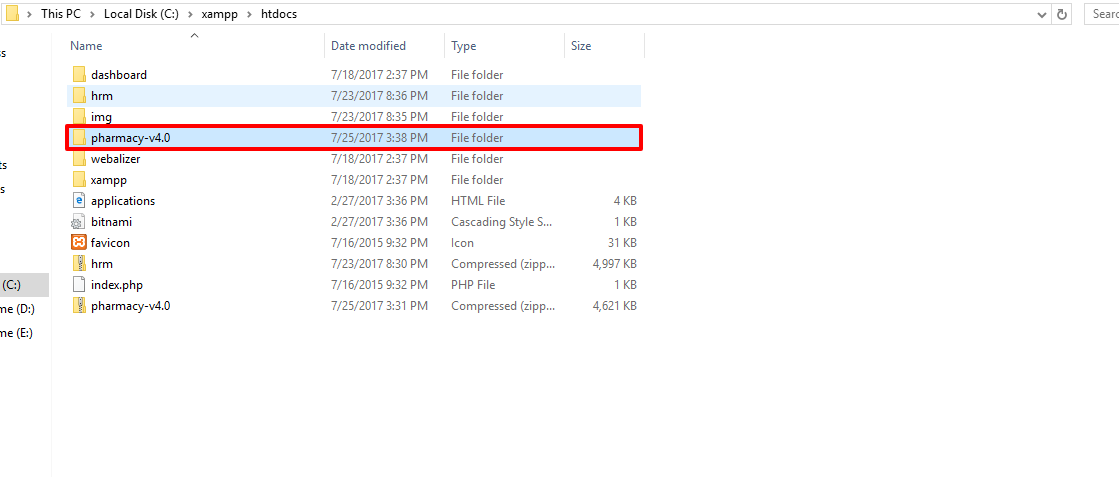 This PC > Local Disk (C:) > xampp > htdocs
Sear
Name Date modified Type Size
dashboard 7/18/2017 2:37 PM File folder
hrm 7/23/2017 8:36 PM File folder
img 7/23/2017 8:35 PM File folder
pharmacy-v4.0 7/25/2017 3:38 PM File folder
webalizer 7/18/2017 2:37 PM File folder
xampp 7/18/2017 2:37 PM File folder
applications 2/27/2017 3:36 PM HTML File 4 KB
bitnami 2/27/2017 3:36 PM Cascading Style S... 1 KB
favicon 7/16/2015 9:32 PM Icon 31 KB
hrm 7/23/2017 8:30 PM Compressed (zipp... 4,997 KB
index.php 7/16/2015 9:32 PM PHP File 1 KB
pharmacy-v4.0 7/25/2017 3:31 PM Compressed (zipp... 4,621 KB
ss
ts
s
(C:)
me (D:)
me (E:)